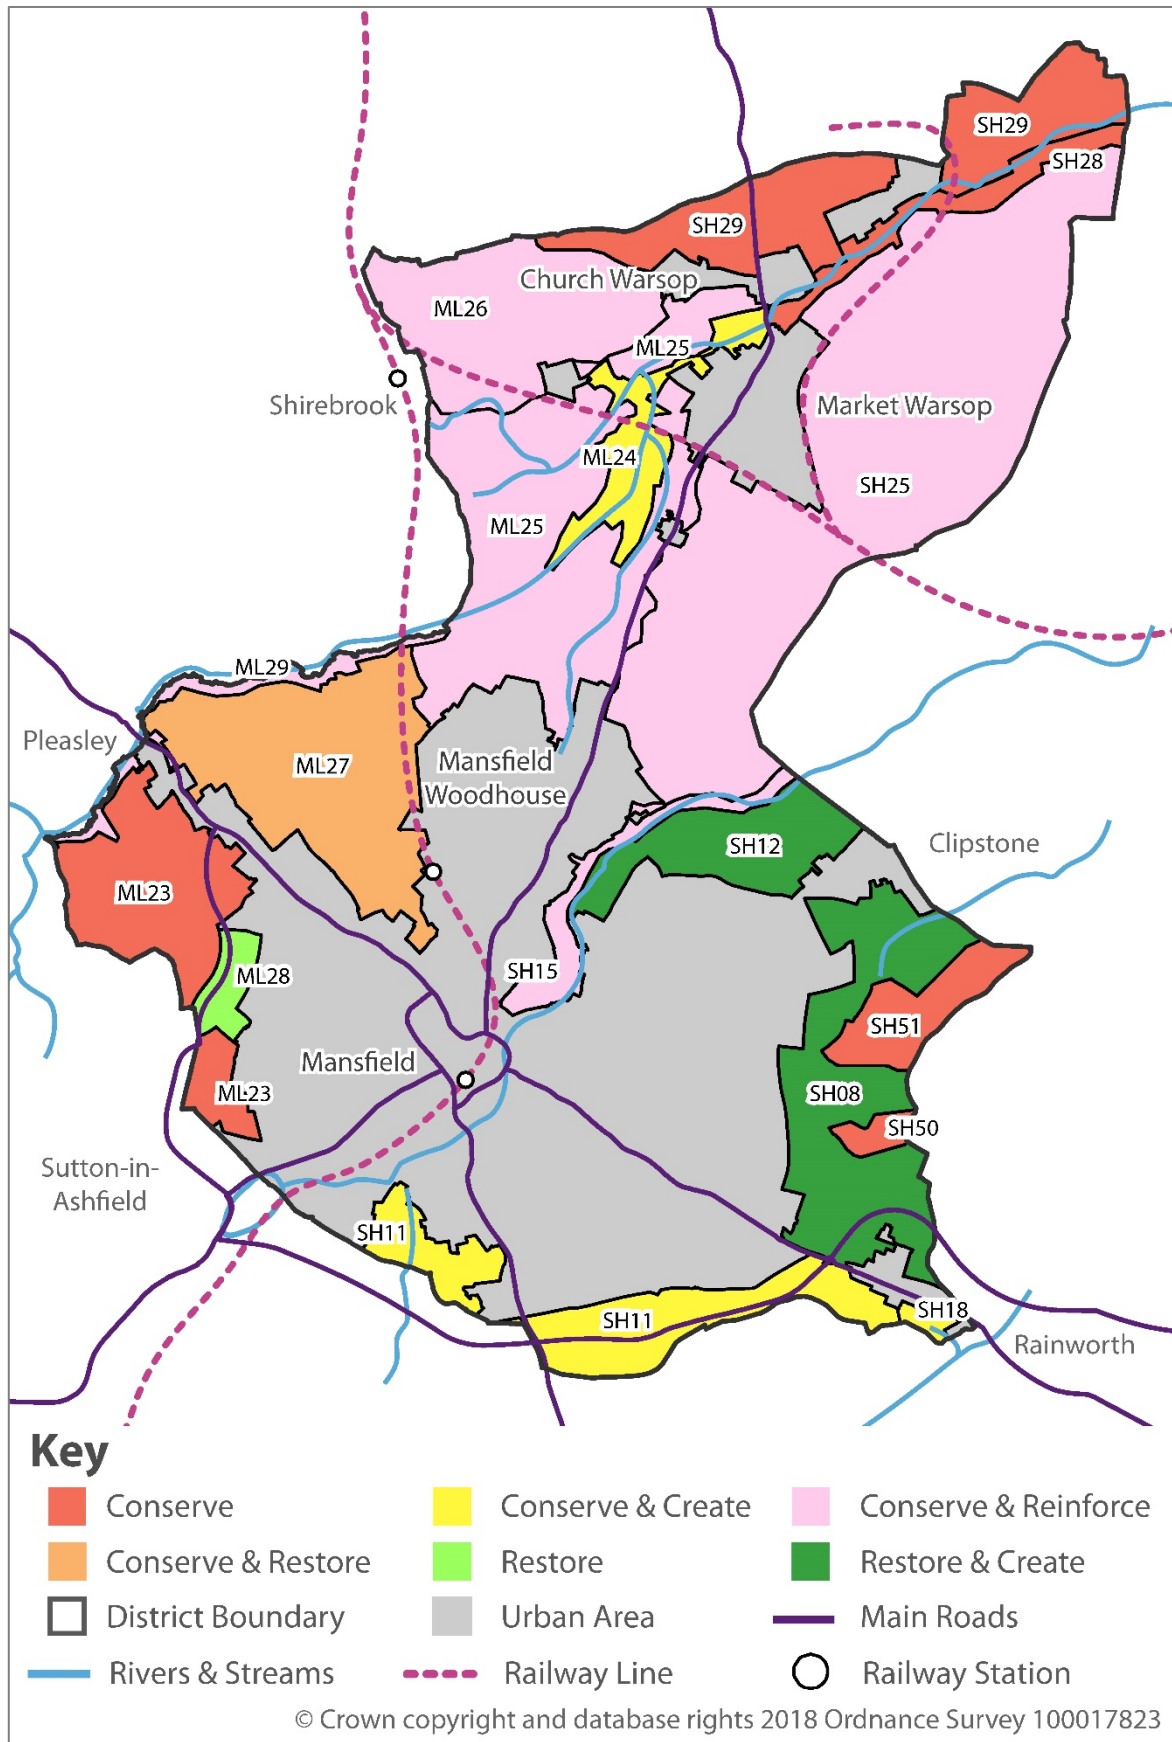 SH29
SH28
SH29
Church Warsop
ML26
ML25
Shirebrook
Market Warsop
ML24
SH25
ML25
ML29
Pleasley
ML27
Mansfield
Woodhouse
SH12
Clipstone
ML23
SH15
ML28
SH51
Mansfield
ML23
SH08
SH50
Sutton-in-
Ashfield
SH11
SH11
SH18
Rainworth
Key
Conserve
Conserve & Create
Conserve & Reinforce
Conserve & Restore
Restore
Restore & Create
District Boundary
Urban Area
Main Roads
Rivers & Streams
Railway Line
Railway Station
© Crown copyright and database rights 2018 Ordnance Survey 100017823